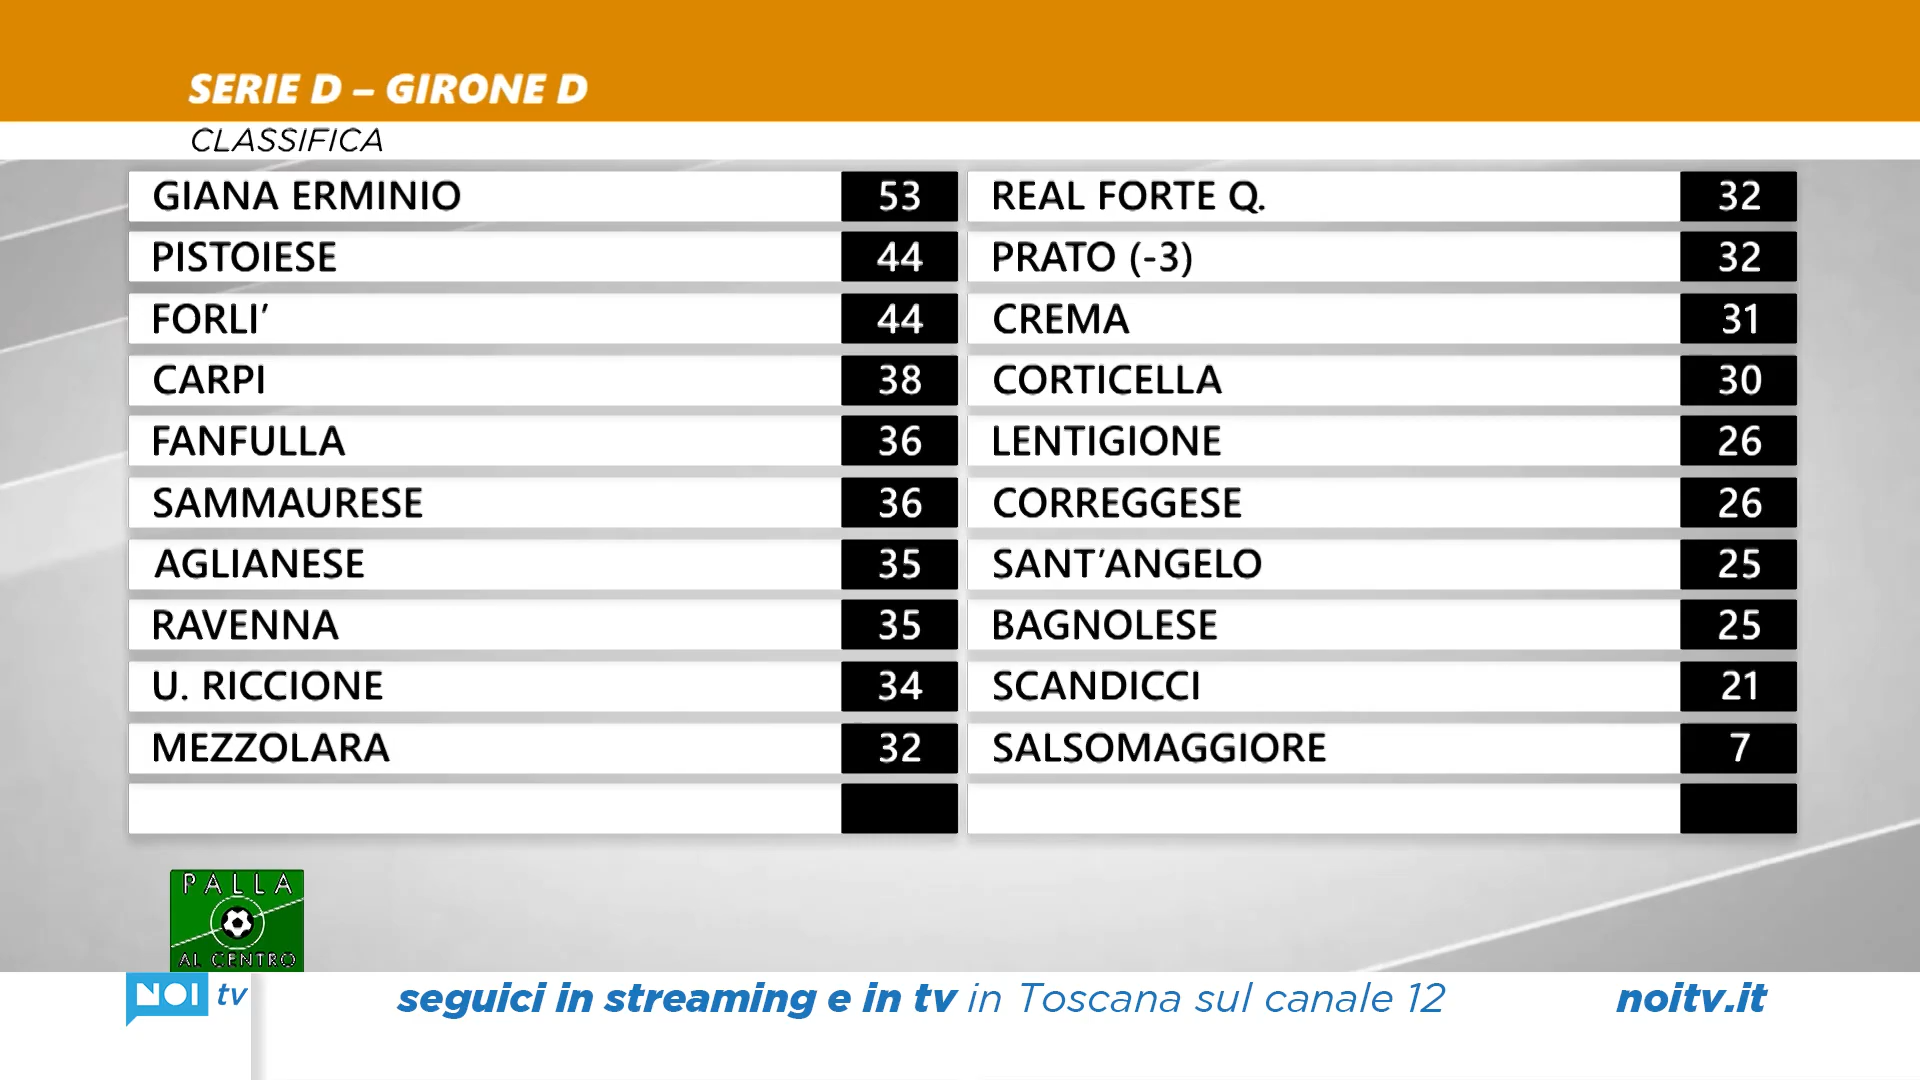 SERIE D – GIRONE D
CLASSIFICA
GIANA ERMINIO 53
PISTOIESE 44
FORLI’ 44
CARPI 38
FANFULLA 36
SAMMAURESE 36
AGLIANESE 35
RAVENNA 35
U. RICCIONE 34
MEZZOLARA 32
REAL FORTE Q. 32
PRATO (-3) 32
CREMA 31
CORTICELLA 30
LENTIGIONE 26
CORREGGESE 26
SANT’ANGELO 25
BAGNOLESE 25
SCANDICCI 21
SALSOMAGGIORE 7
PALLA
AL CENTRO
NOI tv
seguici in streaming e in tv in Toscana sul canale 12
noitv.it